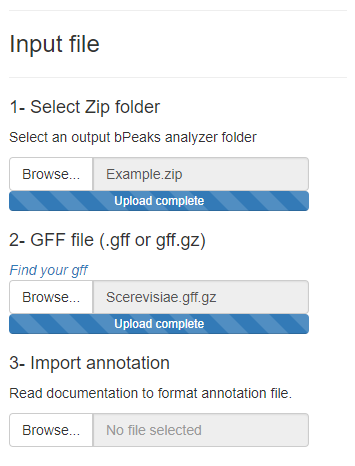 Input file
1- Select Zip folder
Select an output bPeaks analyzer folder
Browse... Example.zip
Upload complete
2- GFF file (.gff or gff.gz)
Find your gff
Browse... Scerevisiae.gff.gz
Upload complete
3- Import annotation
Read documentation to format annotation file.
Browse... No file selected